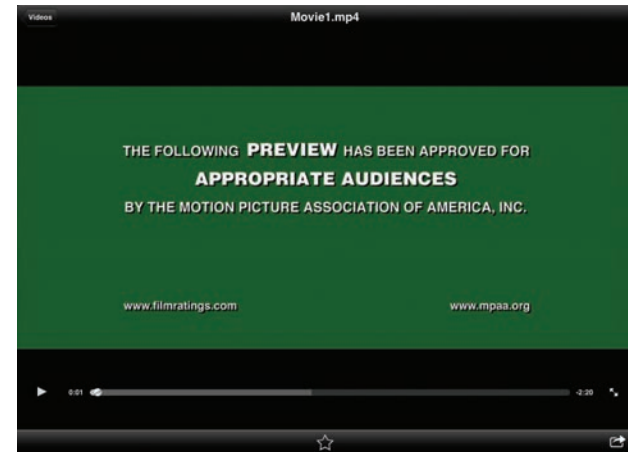 Videos
Movie1.mp4
THE FOLLOWING PREVIEW HAS BEEN APPROVED FOR
APPROPRIATE AUDIENCES
BY THE MOTION PICTURE ASSOCIATION OF AMERICA, INC.
www.filmratings.com
www.mpaa.org
0:01
-2:20